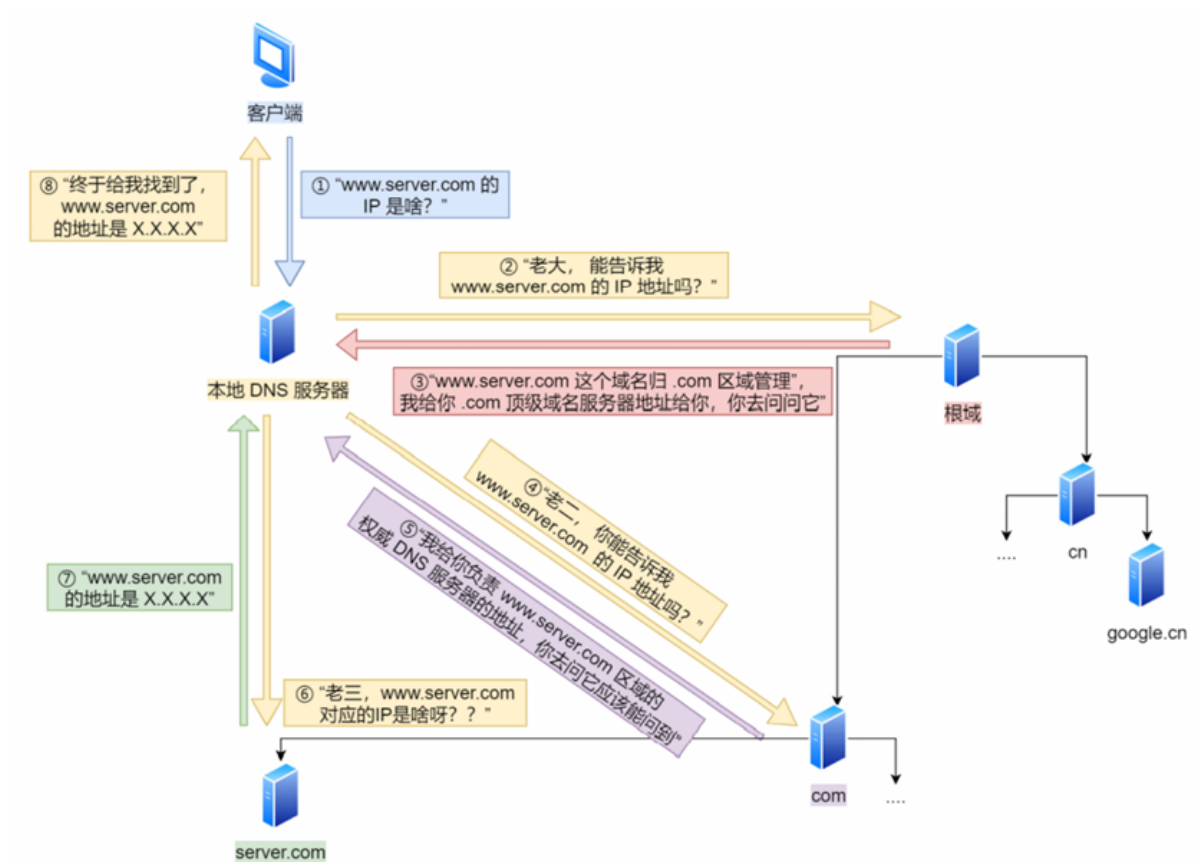 客户端
⑧ “终于给我找到了，
www.server.com
的地址是 X.X.X.X”
① “www.server.com 的
IP 是啥？”
② “老大， 能告诉我
www.server.com 的 IP 地址吗？”
本地 DNS 服务器
③“www.server.com 这个域名归 .com 区域管理”,
我给你 .com 顶级域名服务器地址给你，你去问问它”
根域
④“老二， 你能告诉我
www.server.com 的 IP 地址吗？”
⑤“我给你负责 www.server.com 区域的
权威 DNS 服务器的地址，你去问它应该能问到”
....
cn
google.cn
⑦ “www.server.com
的地址是 X.X.X.X”
⑥ “老三，www.server.com
对应的IP是啥呀？？”
com
....
server.com